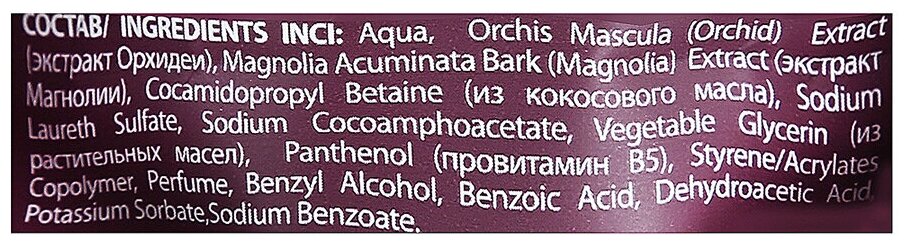 СОСТАВ/ INGREDIENTS INCI: Aqua, Orchis Mascula (Orchid) Extract
(экстракт Орхидеи), Magnolia Acuminata Bark (Magnolia) Extract (экстракт
Магнолии), Cocamidopropyl Betaine (из кокосового масла), Sodium
Laureth Sulfate, Sodium Cocoamphoacetate, Vegetable Glycerin (из
растительных масел), Panthenol (провитамин B5), Styrene/Acrylates
Copolymer, Perfume, Benzyl Alcohol, Benzoic Acid, Dehydroacetic Acid,
Potassium Sorbate,Sodium Benzoate.